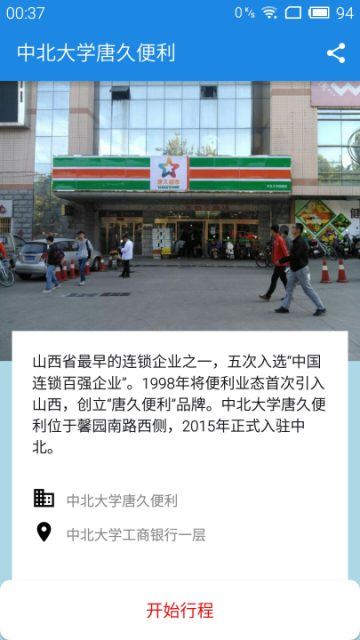 00:37
0 K/s
94
中北大学唐久便利
唐久超市
山西省最早的连锁企业之一，五次入选“中国
连锁百强企业”。1998年将便利业态首次引入
山西，创立“唐久便利”品牌。中北大学唐久便
利位于馨园南路西侧，2015年正式入驻中
北。
中北大学唐久便利
中北大学工商银行一层
开始行程